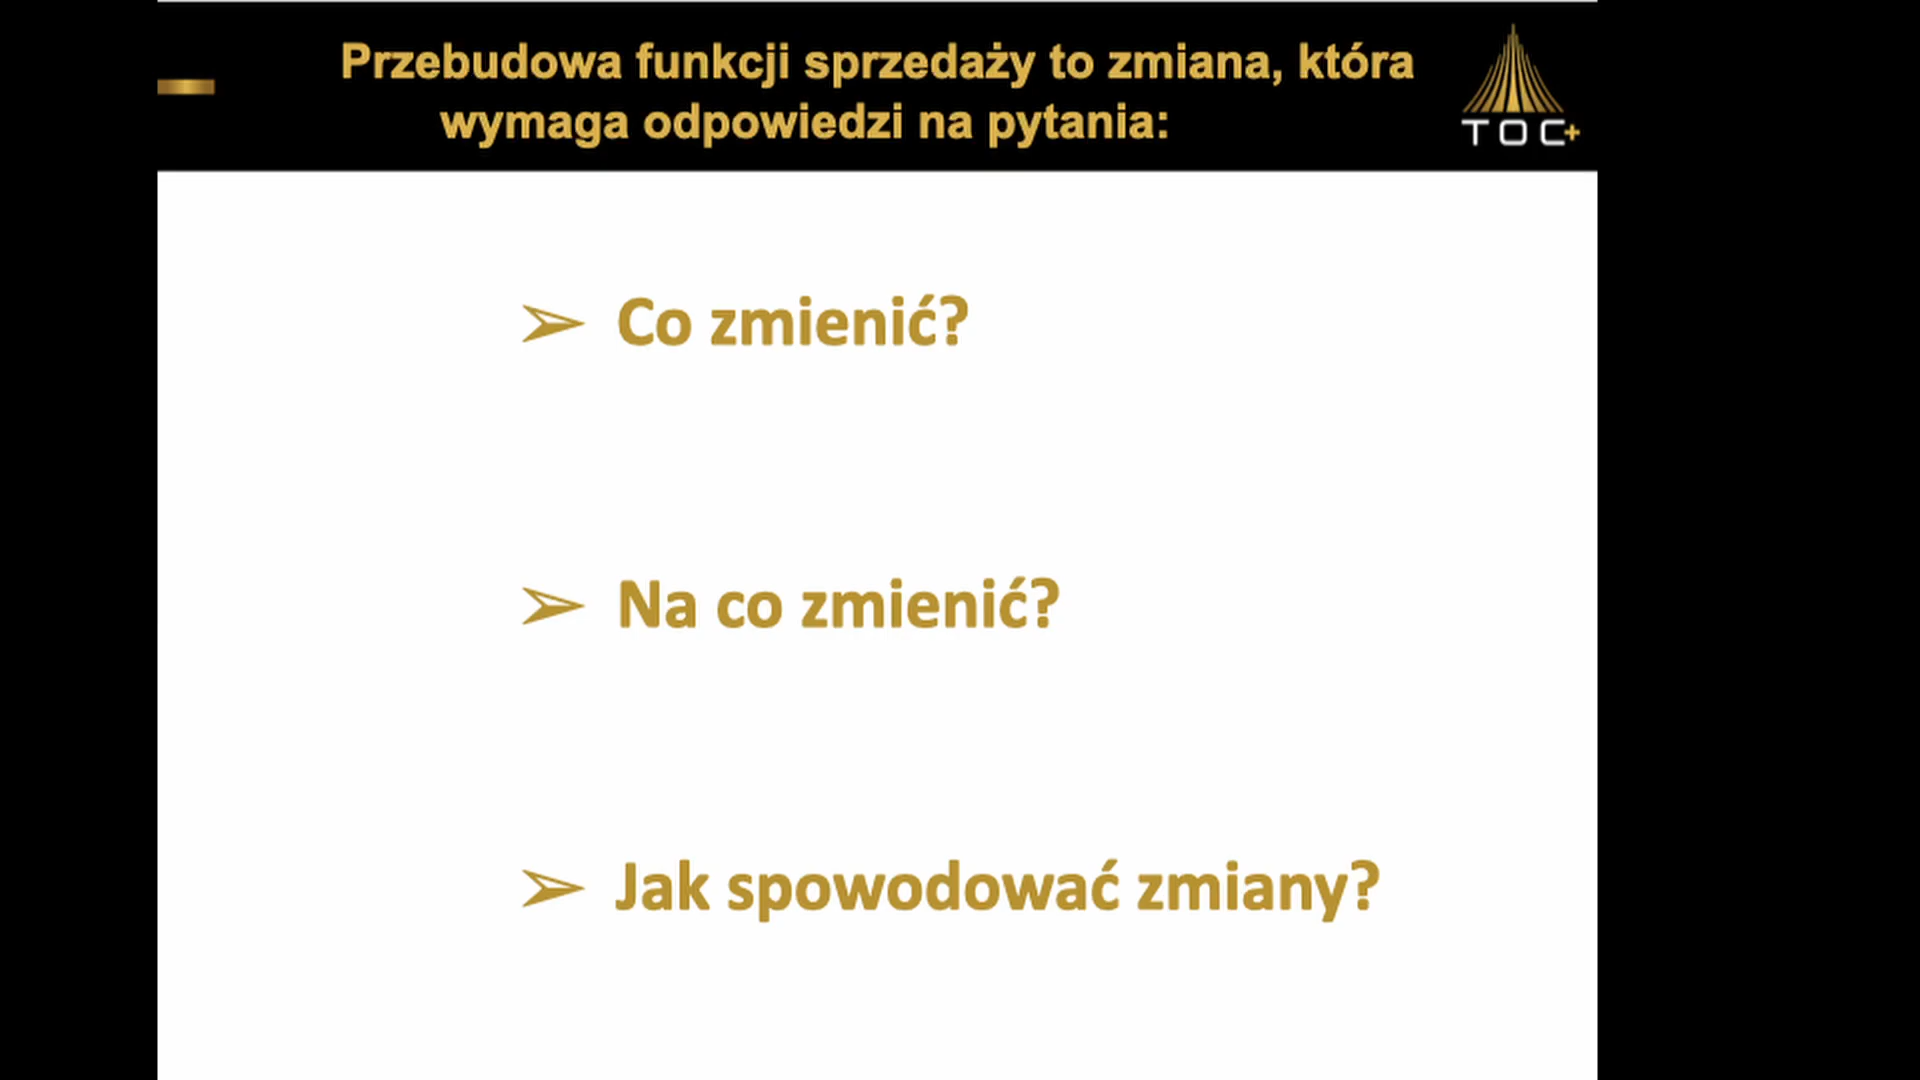 Przebudowa funkcji sprzedaży to zmiana, która
wymaga odpowiedzi na pytania:
TOC+
➢ Co zmienić?
➢ Na co zmienić?
➢ Jak spowodować zmiany?